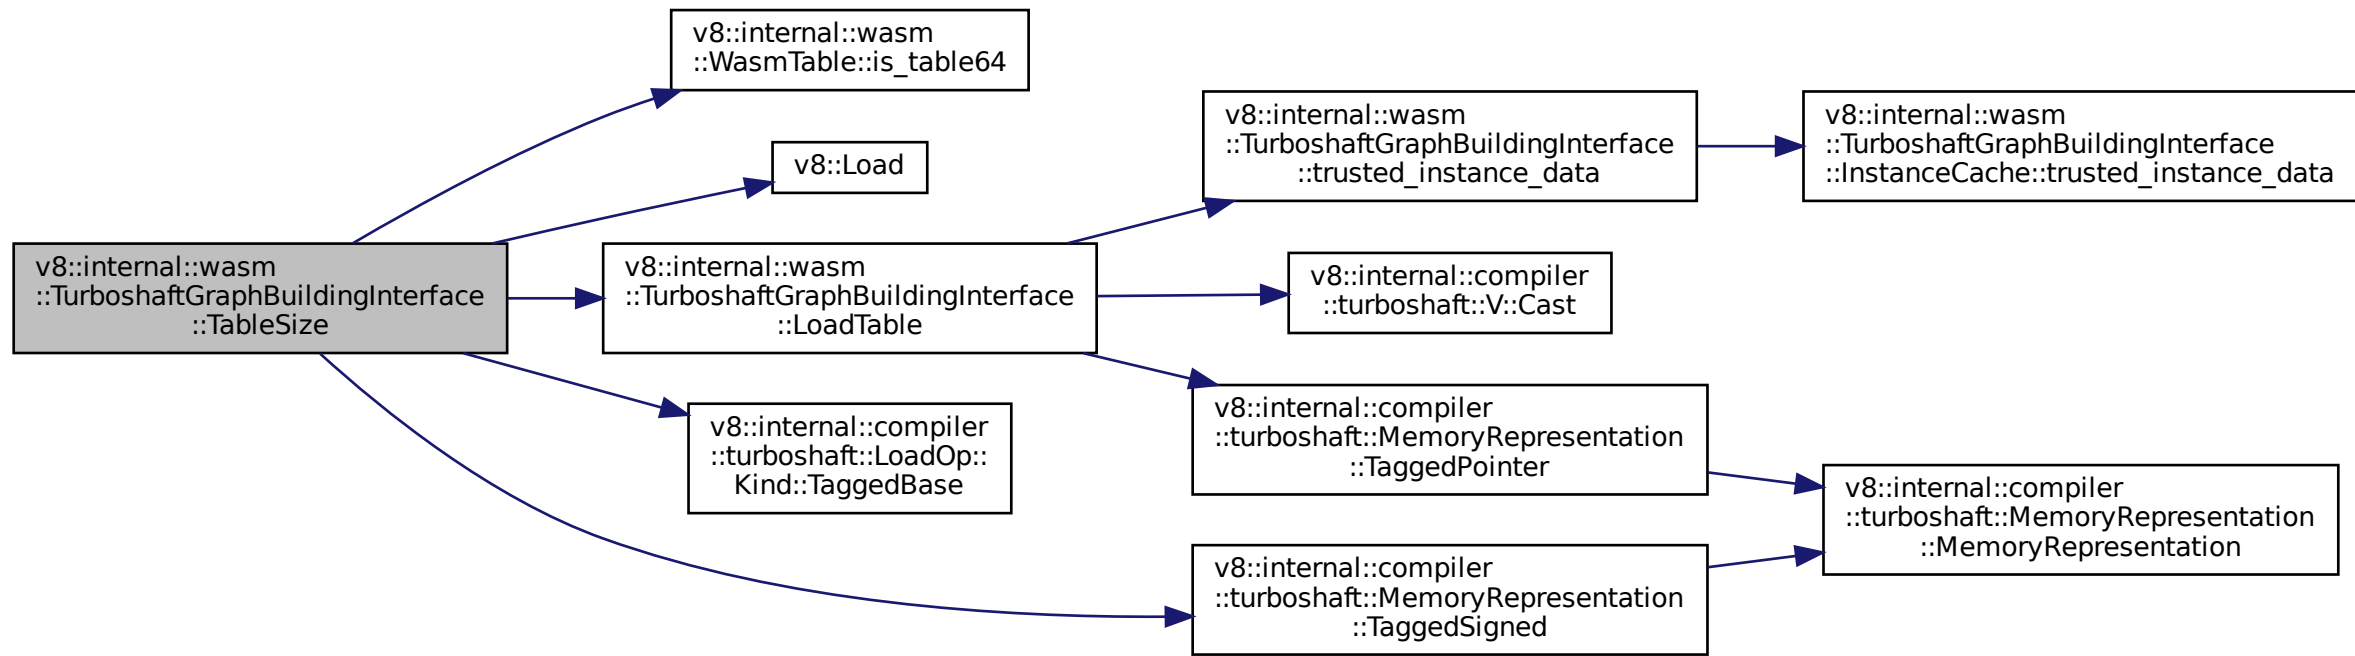 v8::internal::wasm
::TurboshaftGraphBuildingInterface
::TableSize
v8::internal::wasm
::WasmTable::is_table64
v8::Load
v8::internal::wasm
::TurboshaftGraphBuildingInterface
::LoadTable
v8::internal::compiler
::turboshaft::LoadOp::
Kind::TaggedBase
v8::internal::wasm
::TurboshaftGraphBuildingInterface
::trusted_instance_data
v8::internal::compiler
::turboshaft::V::Cast
v8::internal::compiler
::turboshaft::MemoryRepresentation
::TaggedPointer
v8::internal::compiler
::turboshaft::MemoryRepresentation
::TaggedSigned
v8::internal::wasm
::TurboshaftGraphBuildingInterface
::InstanceCache::trusted_instance_data
v8::internal::compiler
::turboshaft::MemoryRepresentation
::MemoryRepresentation